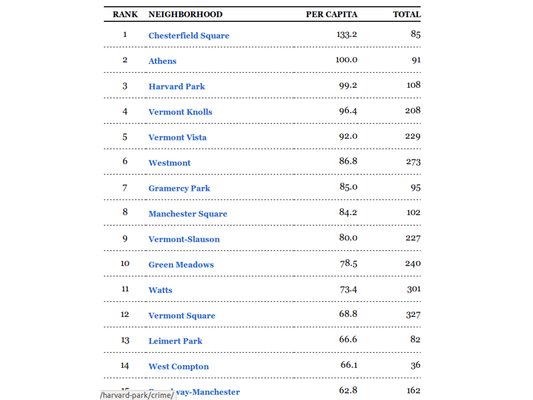 RANK NEIGHBORHOOD PER CAPITA TOTAL
1 Chesterfield Square 133.2 85
2 Athens 100.0 91
3 Harvard Park 99.2 108
4 Vermont Knolls 96.4 208
5 Vermont Vista 92.0 229
6 Westmont 86.8 273
7 Gramercy Park 85.0 95
8 Manchester Square 84.2 102
9 Vermont-Slauson 80.0 227
10 Green Meadows 78.5 240
11 Watts 73.4 301
12 Vermont Square 68.8 327
13 Leimert Park 66.6 82
14 West Compton 66.1 36
way-Manchester 62.8 162
/harvard-park/crime/